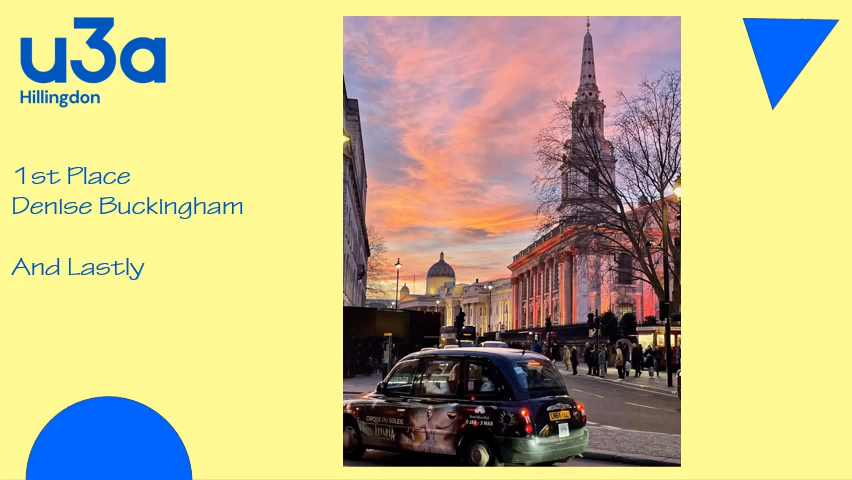 u3a
Hillingdon
1st Place
Denise Buckingham
And Lastly
CIRQUE DU SOLEIL